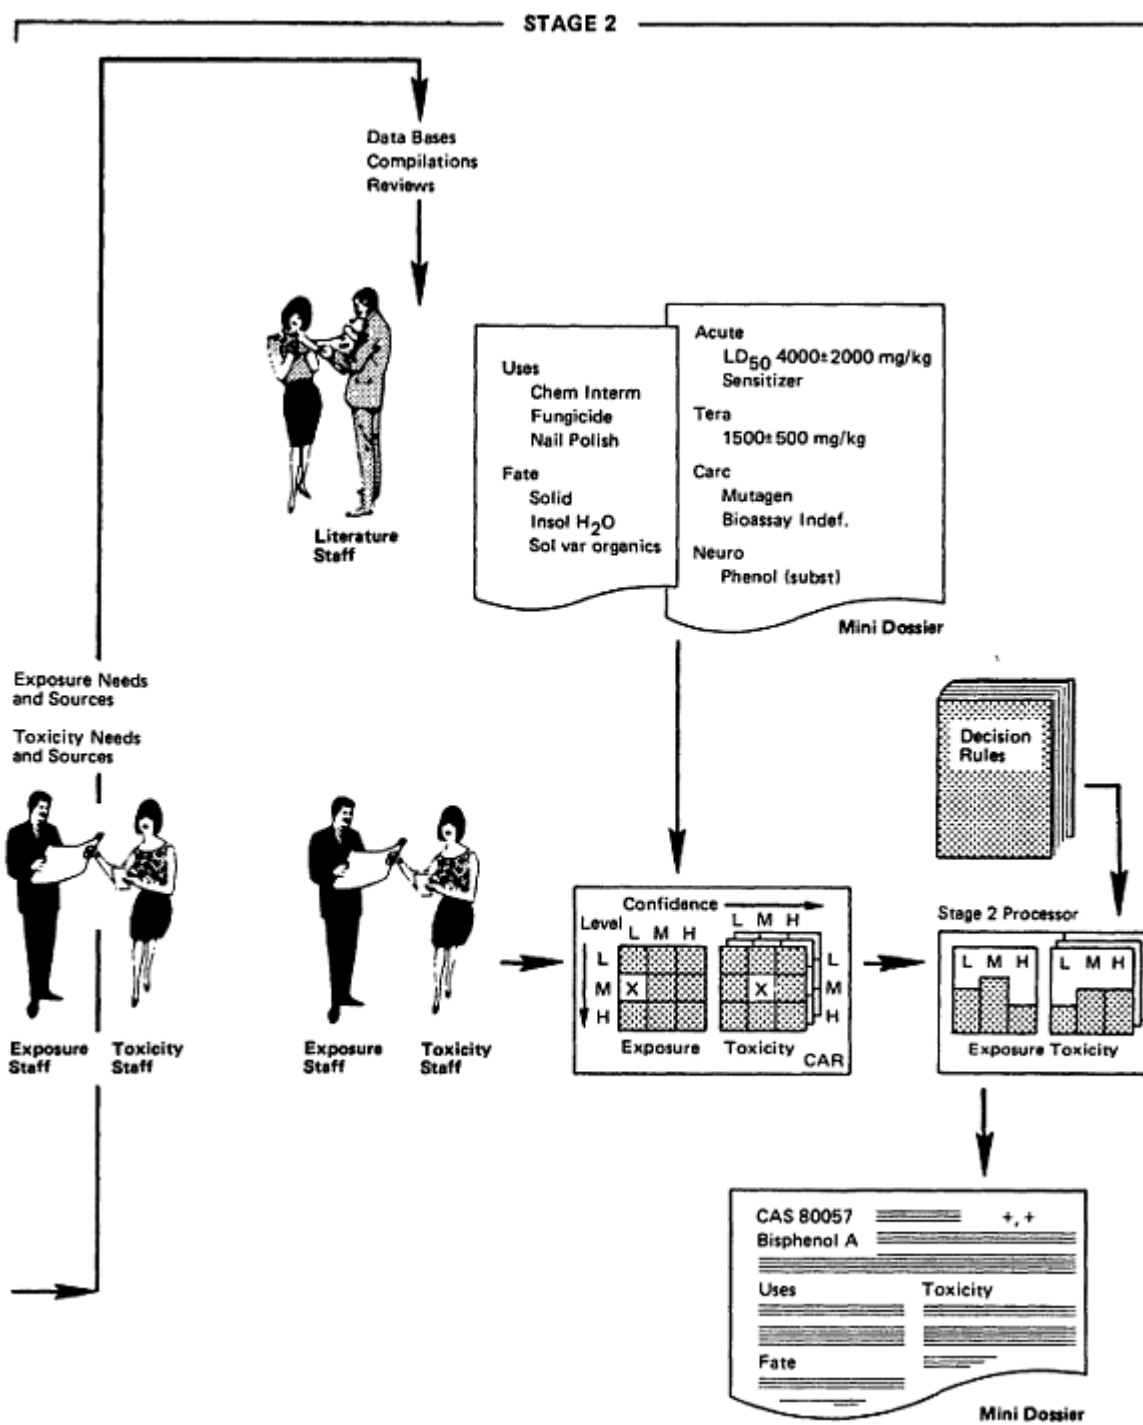 STAGE 2
Data Bases
Compilations
Reviews
Literature
Staff
Uses
Chem Interm
Fungicide
Nail Polish
Fate
Solid
Insol H2O
Sol var organics
Acute
LD50 4000±2000 mg/kg
Sensitizer
Tera
1500±500 mg/kg
Carc
Mutagen
Bioassay Indef.
Neuro
Phenol (subst)
Mini Dossier
Exposure Needs
and Sources
Toxicity Needs
and Sources
Exposure
Staff
Toxicity
Staff
Exposure
Staff
Toxicity
Staff
Confidence
Level
L M H
L M H
L
M
H
X
X
L
M
H
Exposure
Toxicity
CAR
Decision
Rules
Stage 2 Processor
L M H
L M H
Exposure Toxicity
CAS 80057
+, +
Bisphenol A
Uses
Toxicity
Fate
Mini Dossier